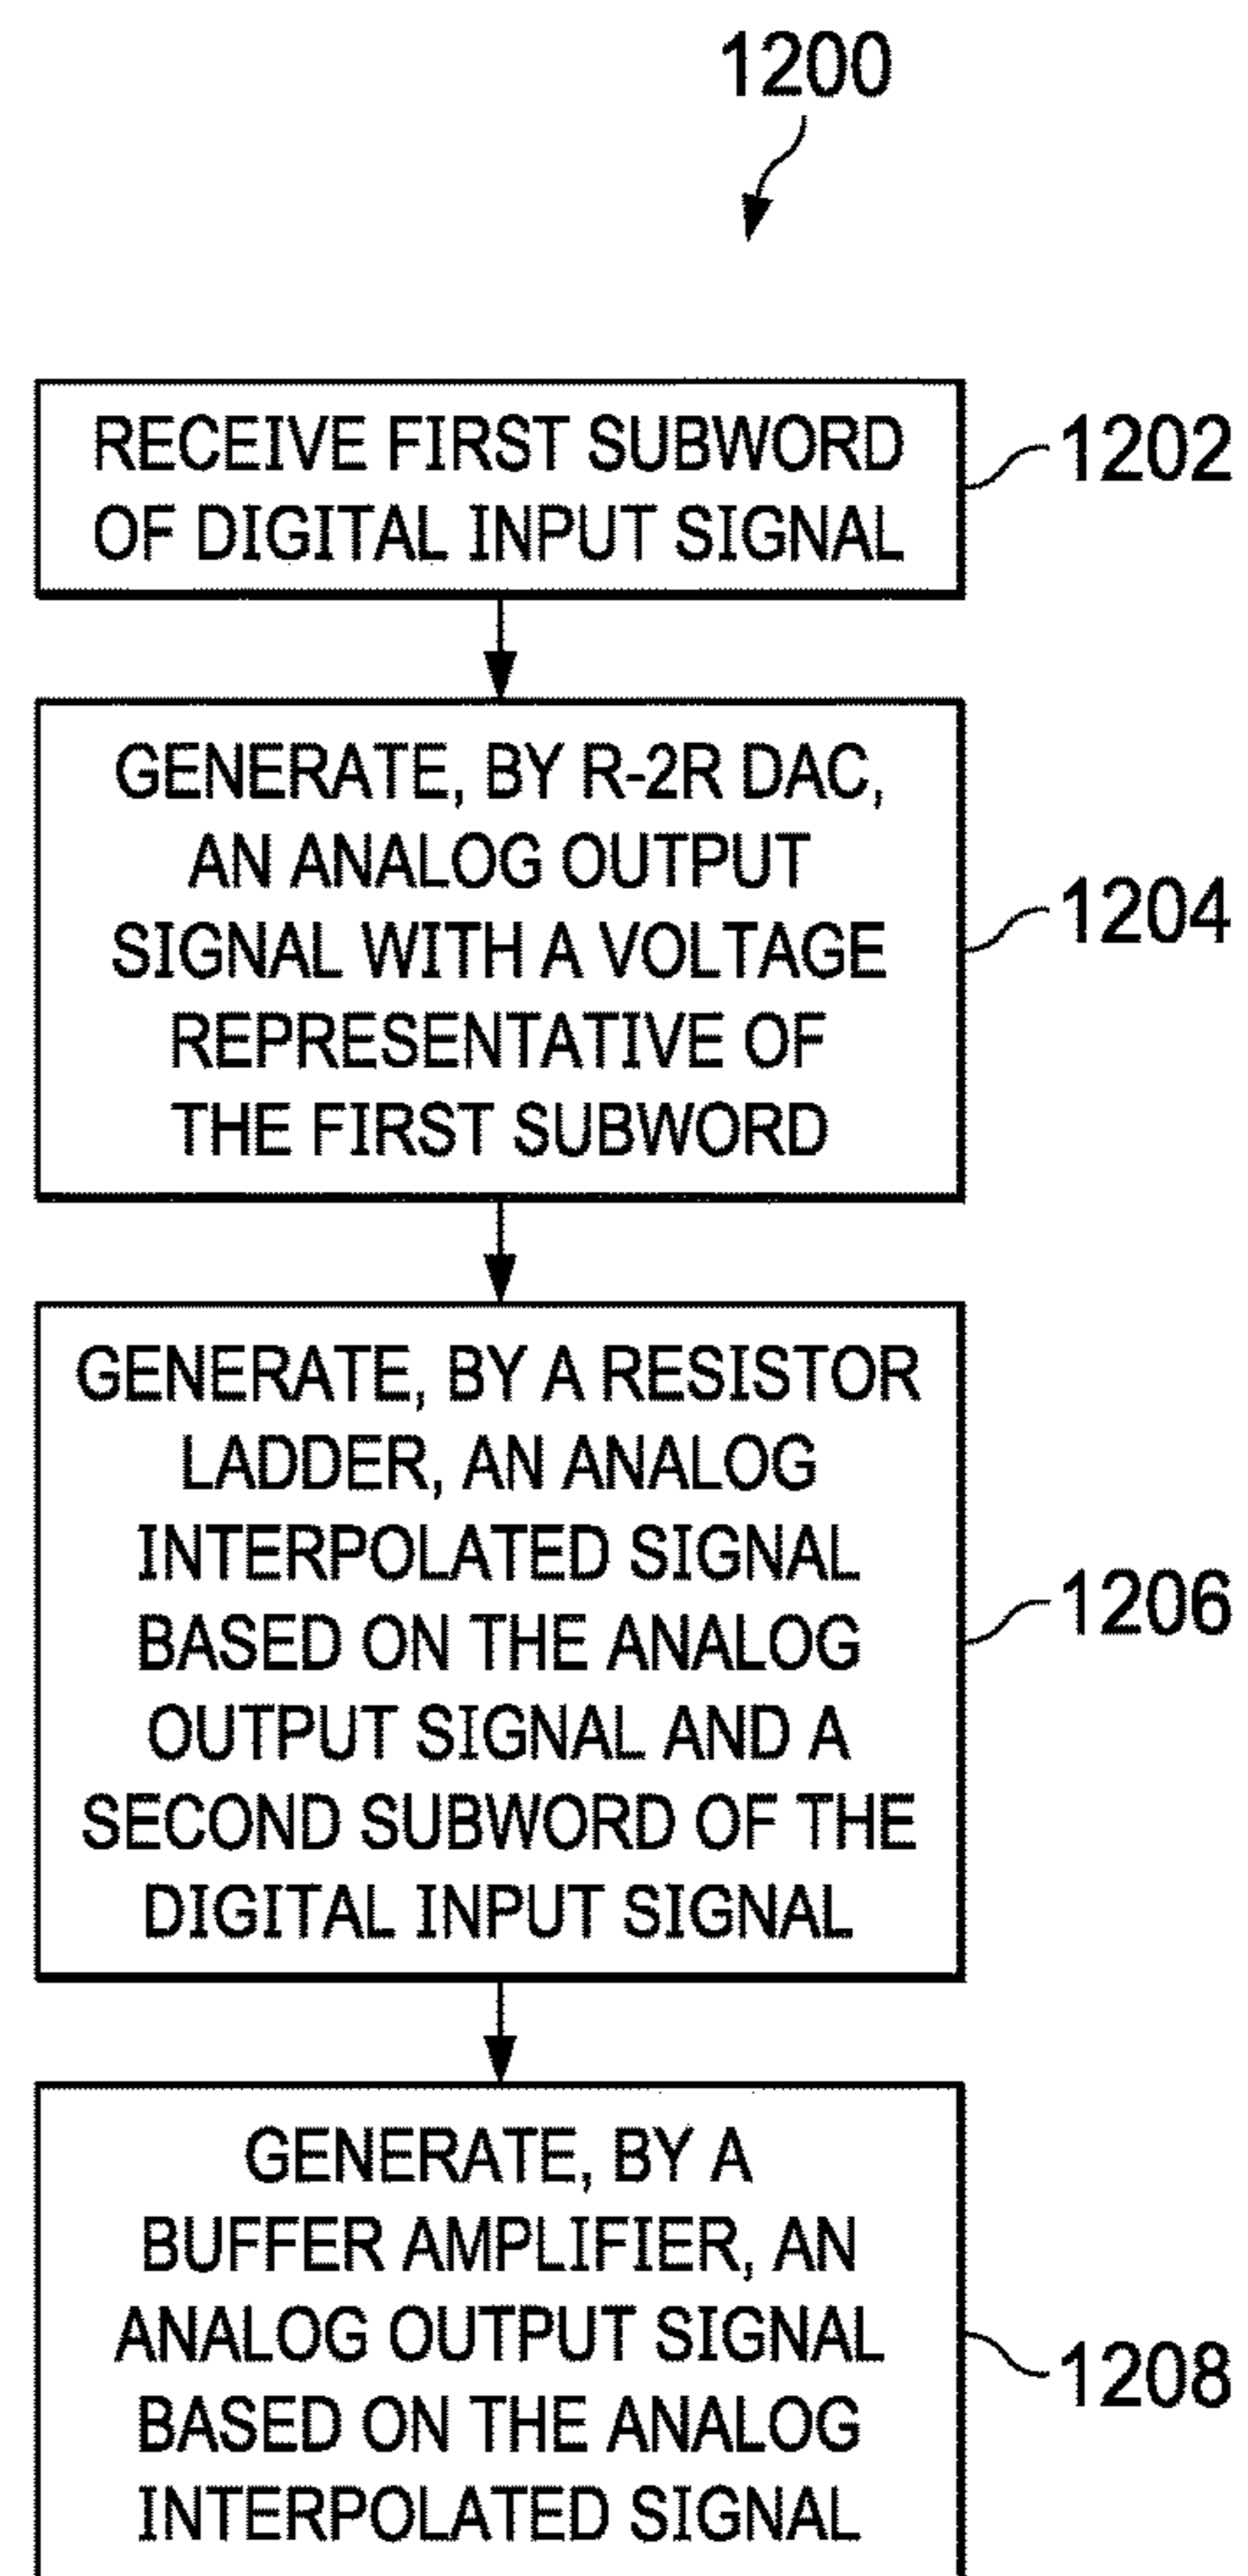 1200
RECEIVE FIRST SUBWORD
OF DIGITAL INPUT SIGNAL
1202
GENERATE, BY R-2R DAC,
AN ANALOG OUTPUT
SIGNAL WITH A VOLTAGE
REPRESENTATIVE OF
THE FIRST SUBWORD
1204
GENERATE, BY A RESISTOR
LADDER, AN ANALOG
INTERPOLATED SIGNAL
BASED ON THE ANALOG
OUTPUT SIGNAL AND A
SECOND SUBWORD OF THE
DIGITAL INPUT SIGNAL
1206
GENERATE, BY A
BUFFER AMPLIFIER, AN
ANALOG OUTPUT SIGNAL
BASED ON THE ANALOG
INTERPOLATED SIGNAL
1208